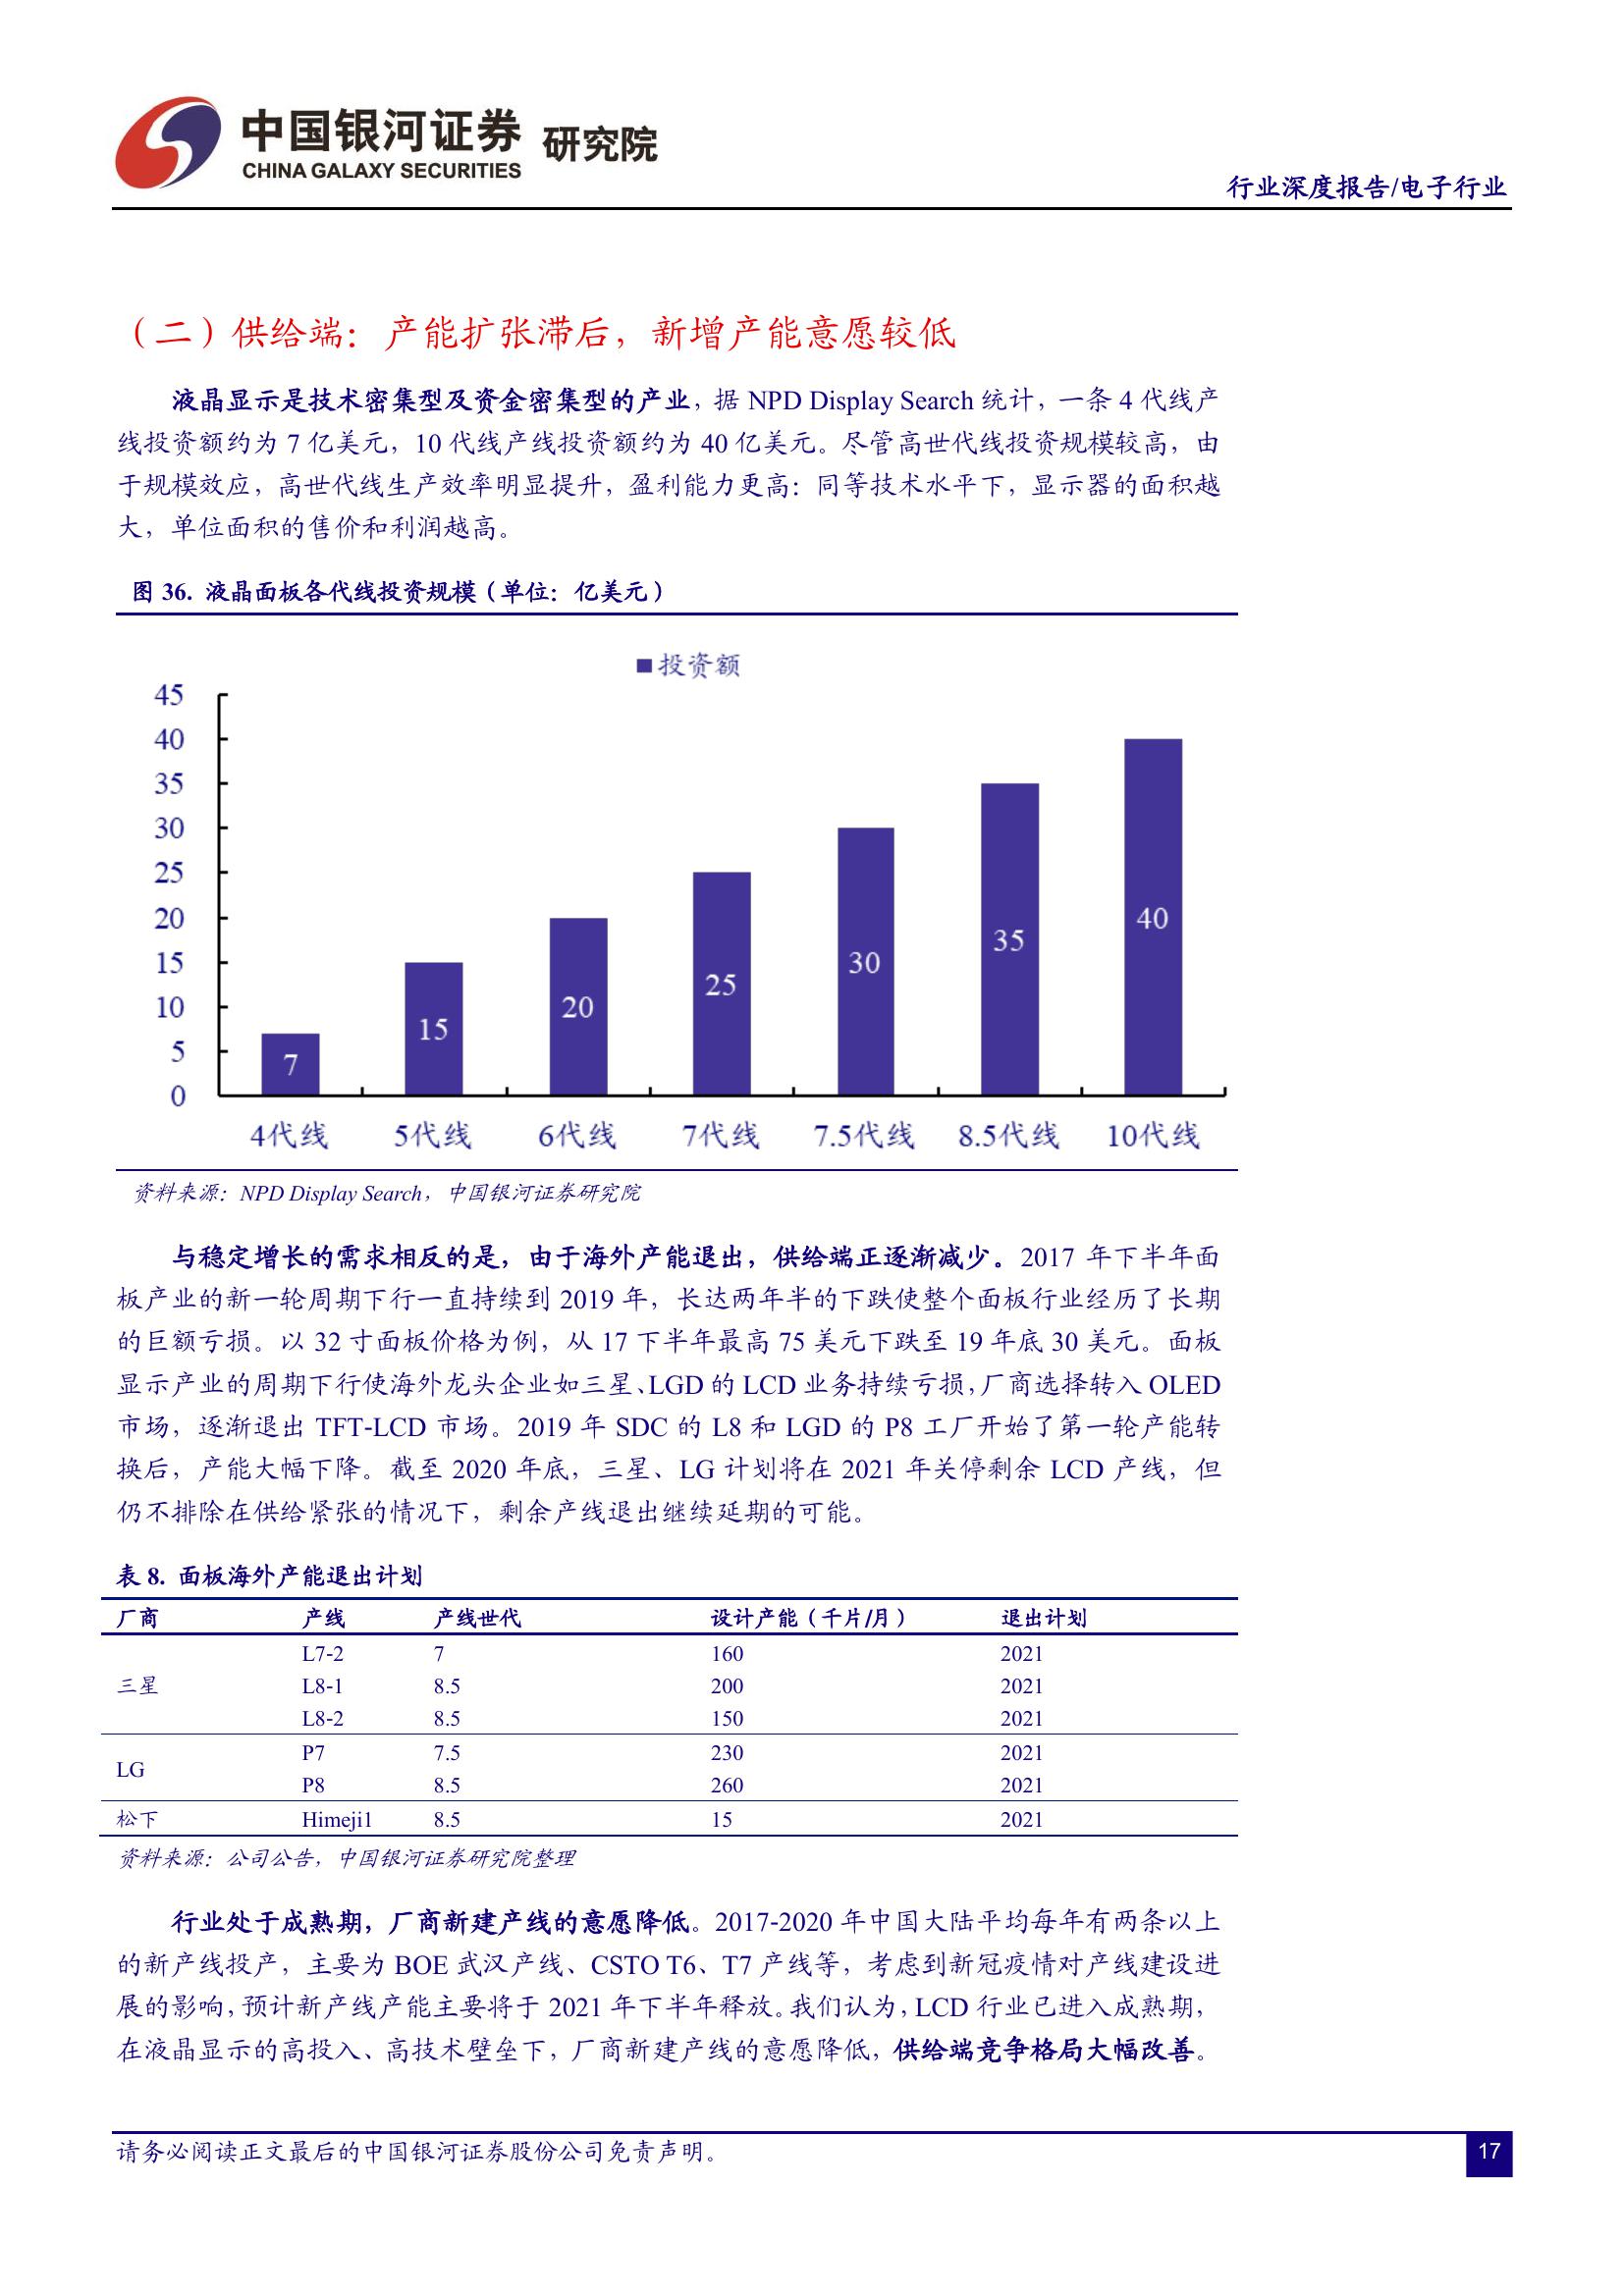 中国银河证券 研究院
CHINA GALAXY SECURITIES
行业深度报告/电子行业
（二）供给端：产能扩张滞后，新增产能意愿较低
液晶显示是技术密集型及资金密集型的产业，据 NPD Display Search 统计，一条 4 代线产
线投资额约为 7 亿美元，10 代线产线投资额约为 40 亿美元。尽管高世代线投资规模较高，由
于规模效应，高世代线生产效率明显提升，盈利能力更高：同等技术水平下，显示器的面积越
大，单位面积的售价和利润越高。
图 36. 液晶面板各代线投资规模（单位：亿美元）
投资额
45
40
35
30
25
20
15
10
5
0
7
15
20
25
30
35
40
4代线 5代线 6代线 7代线 7.5代线 8.5代线 10代线
资料来源：NPD Display Search，中国银河证券研究院
与稳定增长的需求相反的是，由于海外产能退出，供给端正逐渐减少。2017 年下半年面
板产业的新一轮周期下行一直持续到 2019 年，长达两年半的下跌使整个面板行业经历了长期
的巨额亏损。以 32 寸面板价格为例，从 17 下半年最高 75 美元下跌至 19 年底 30 美元。面板
显示产业的周期下行使海外龙头企业如三星、LGD 的 LCD 业务持续亏损，厂商选择转入 OLED
市场，逐渐退出 TFT-LCD 市场。2019 年 SDC 的 L8 和 LGD 的 P8 工厂开始了第一轮产能转
换后，产能大幅下降。截至 2020 年底，三星、LG 计划将在 2021 年关停剩余 LCD 产线，但
仍不排除在供给紧张的情况下，剩余产线退出继续延期的可能。
表 8. 面板海外产能退出计划
厂商 产线 产线世代 设计产能（千片/月） 退出计划
三星 L7-2 7 160 2021
L8-1 8.5 200 2021
L8-2 8.5 150 2021
LG P7 7.5 230 2021
P8 8.5 260 2021
松下 Himeji1 8.5 15 2021
资料来源：公司公告，中国银河证券研究院整理
行业处于成熟期，厂商新建产线的意愿降低。2017-2020 年中国大陆平均每年有两条以上
的新产线投产，主要为 BOE 武汉产线、CSTO T6、T7 产线等，考虑到新冠疫情对产线建设进
展的影响，预计新产线产能主要将于 2021 年下半年释放。我们认为，LCD 行业已进入成熟期，
在液晶显示的高投入、高技术壁垒下，厂商新建产线的意愿降低，供给端竞争格局大幅改善。
请务必阅读正文最后的中国银河证券股份公司免责声明。
17